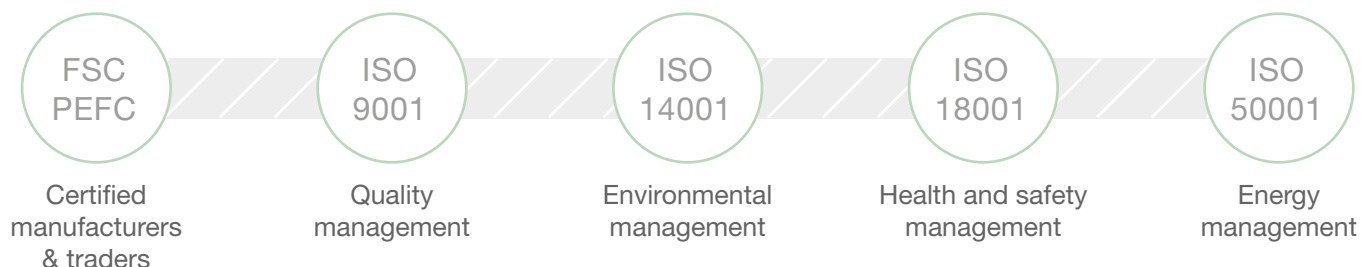 FSC
PEFC
Certified
manufacturers
& traders
ISO
9001
Quality
management
ISO
14001
Environmental
management
ISO
18001
Health and safety
management
ISO
50001
Energy
management